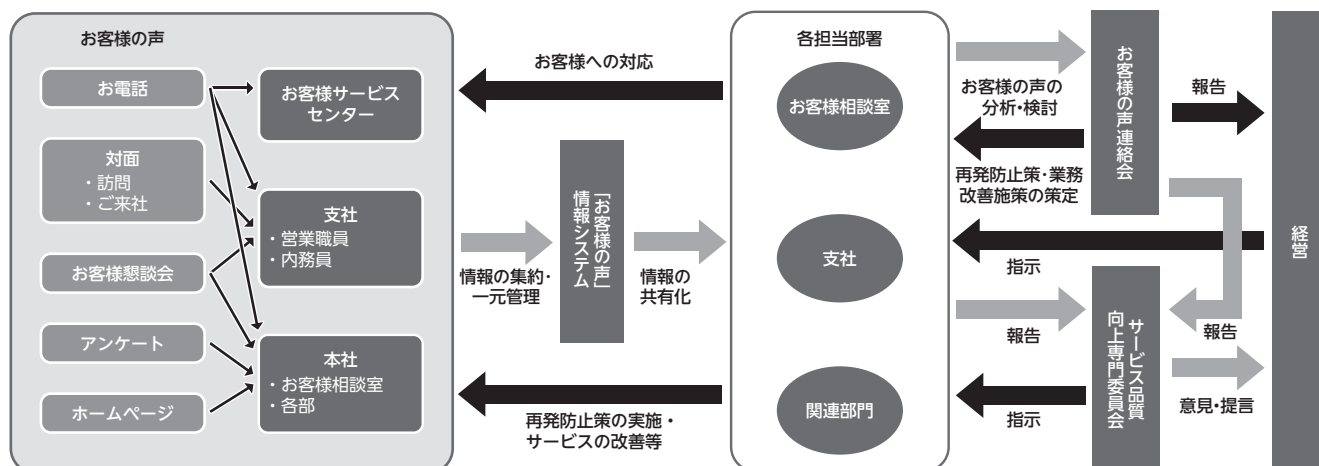 お客様の声
お電話
対面
・訪問
・ご来社
お客様懇談会
アンケート
ホームページ
お客様サービス
センター
支社
・営業職員
・内務員
本社
・お客様相談室
・各部
お客様への対応
情報の集約・
一元管理
「お客様の声」
情報システム
情報の
共有化
再発防止策の実施・
サービスの改善等
各担当部署
お客様相談室
支社
関連部門
お客様の声の
分析・検討
再発防止策・業務
改善施策の策定
指示
報告
指示
お客様の声連絡会
サービス品質
向上専門委員会
報告
報告
意見・提言
経営